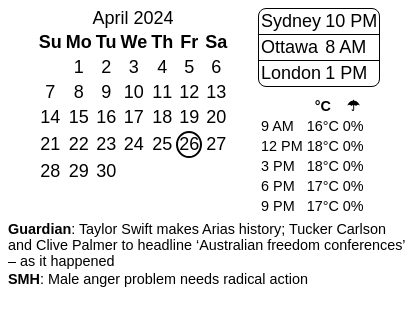 April 2024
Su Mo Tu We Th Fr Sa
1 2 3 4 5 6
7 8 9 10 11 12 13
14 15 16 17 18 19 20
21 22 23 24 25 26 27
28 29 30
Sydney 10 PM
Ottawa 8 AM
London 1 PM
°C ☂
9 AM 16°C 0%
12 PM 18°C 0%
3 PM 18°C 0%
6 PM 17°C 0%
9 PM 17°C 0%
Guardian: Taylor Swift makes Arias history; Tucker Carlson
and Clive Palmer to headline ‘Australian freedom conferences’
– as it happened
SMH: Male anger problem needs radical action